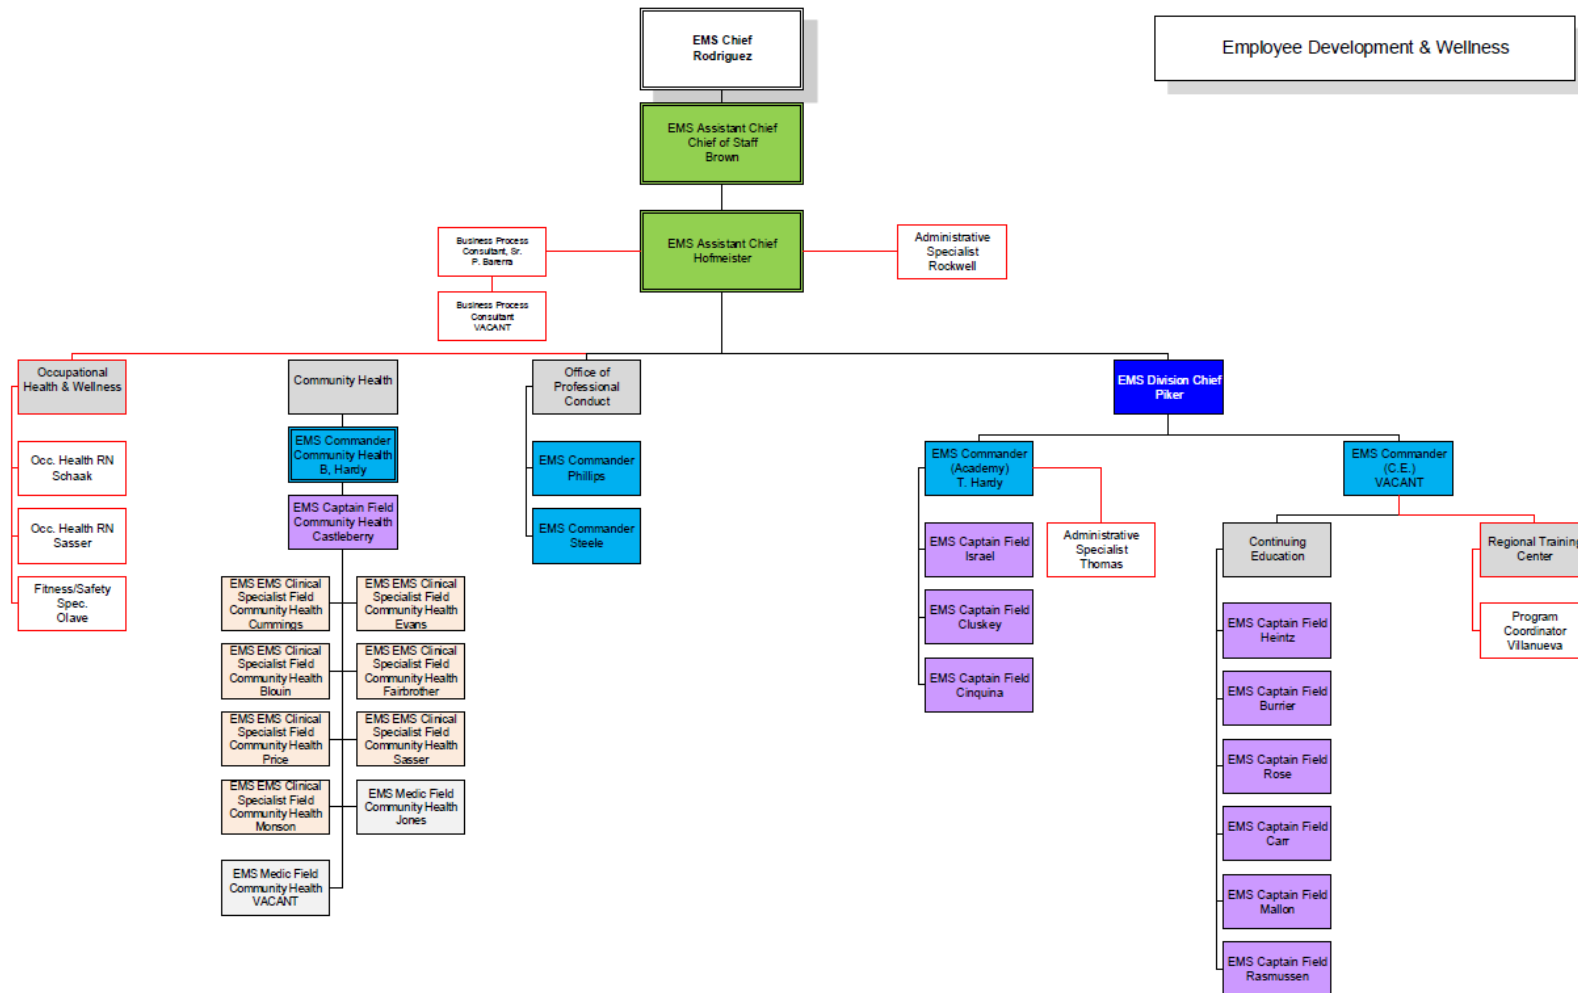 EMS Chief
Rodriguez
Employee Development & Wellness
EMS Assistant Chief
Chief of Staff
Brown
Business Process
Consultant, Sr.
P. Barerra
EMS Assistant Chief
Hofmeister
Administrative
Specialist
Rockwell
Business Process
Consultant
VACANT
Occupational
Health & Wellness
Community Health
Office of
Professional
Conduct
EMS Division Chief
Piker
Occ. Health RN
Schaak
Occ. Health RN
Sasser
Fitness/Safety
Spec.
Olave
EMS Commander
Community Health
B, Hardy
EMS Captain Field
Community Health
Castleberry
EMS EMS Clinical
Specialist Field
Community Health
Cummings
EMS EMS Clinical
Specialist Field
Community Health
Evans
EMS EMS Clinical
Specialist Field
Community Health
Blouin
EMS EMS Clinical
Specialist Field
Community Health
Fairbrother
EMS EMS Clinical
Specialist Field
Community Health
Price
EMS EMS Clinical
Specialist Field
Community Health
Sasser
EMS EMS Clinical
Specialist Field
Community Health
Monson
EMS Medic Field
Community Health
Jones
EMS Medic Field
Community Health
VACANT
EMS Commander
Phillips
EMS Commander
Steele
EMS Commander
(Academy)
T. Hardy
EMS Captain Field
Israel
EMS Captain Field
Cluskey
EMS Captain Field
Cinquina
Administrative
Specialist
Thomas
EMS Commander
(C.E.)
VACANT
Continuing
Education
EMS Captain Field
Heintz
EMS Captain Field
Burrier
EMS Captain Field
Rose
EMS Captain Field
Carr
EMS Captain Field
Mallon
EMS Captain Field
Rasmussen
Regional Training
Center
Program
Coordinator
Villanueva